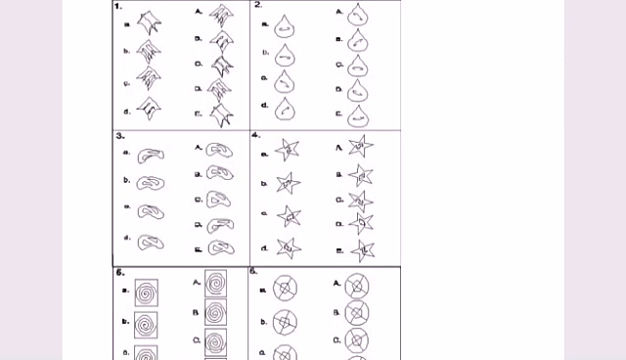 1. 2.
a. A. a. A.
b. B. b. B.
c. C. c. C.
d. D. d. D.
E. E.
3. 4.
a. A. a. A.
b. B. b. B.
c. C. c. C.
d. D. d. D.
E. E.
5. 6.
a. A. a. A.
b. B. b. B.
c. C. c. C.